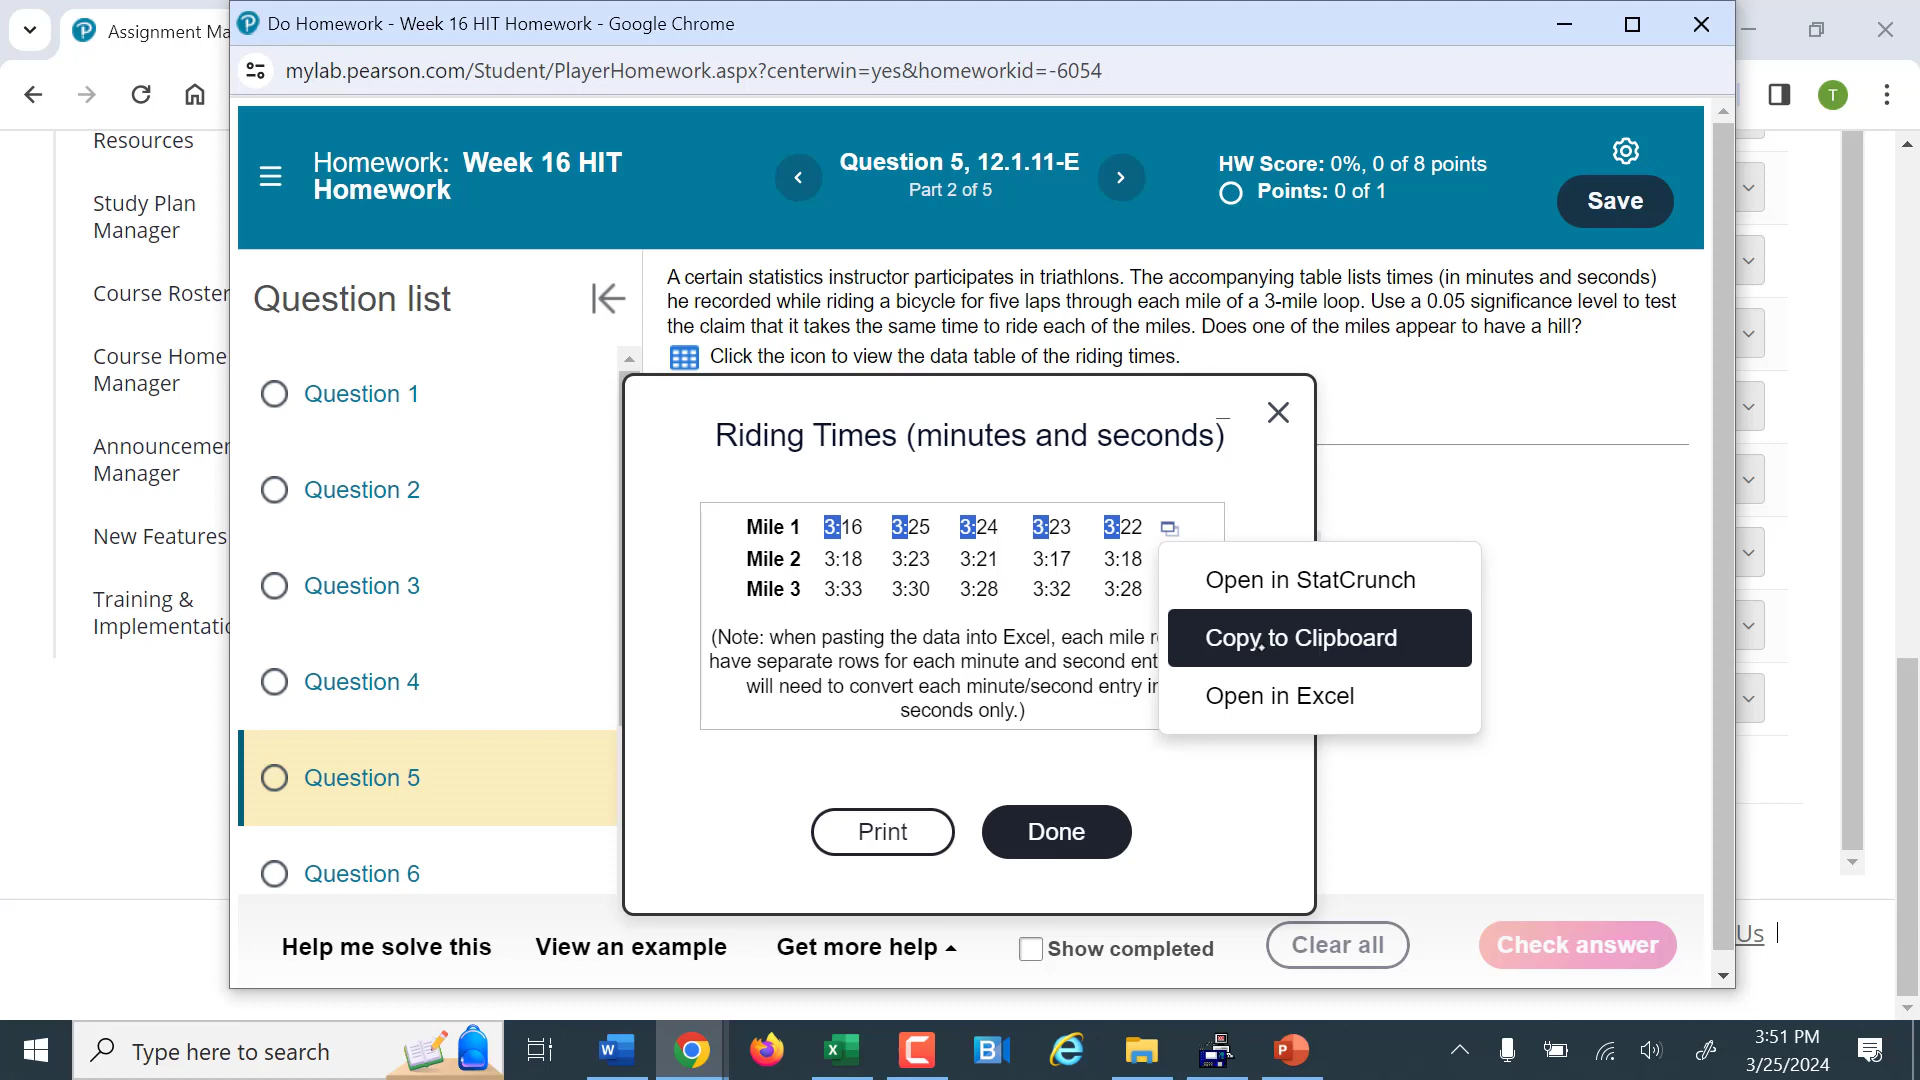 Assignment Ma
Do Homework - Week 16 HIT Homework - Google Chrome
mylab.pearson.com/Student/PlayerHomework.aspx?centerwin=yes&homeworkid=-6054
T
Resources
Study Plan
Manager
Course Roster
Course Home
Manager
Announcemen
Manager
New Features
Training &
Implementatio
Homework: Week 16 HIT
Homework
Question 5, 12.1.11-E
Part 2 of 5
HW Score: 0%, 0 of 8 points
Points: 0 of 1
Save
Question list
Question 1
Question 2
Question 3
Question 4
Question 5
Question 6
A certain statistics instructor participates in triathlons. The accompanying table lists times (in minutes and seconds)
he recorded while riding a bicycle for five laps through each mile of a 3-mile loop. Use a 0.05 significance level to test
the claim that it takes the same time to ride each of the miles. Does one of the miles appear to have a hill?
Click the icon to view the data table of the riding times.
Riding Times (minutes and seconds)
Mile 1 3:16 3:25 3:24 3:23 3:22
Mile 2 3:18 3:23 3:21 3:17 3:18
Mile 3 3:33 3:30 3:28 3:32 3:28
(Note: when pasting the data into Excel, each mile r
have separate rows for each minute and second ent
will need to convert each minute/second entry in
seconds only.)
Open in StatCrunch
Copy to Clipboard
Open in Excel
Print
Done
Help me solve this
View an example
Get more help
Show completed
Clear all
Check answer
Us
Type here to search
3:51 PM
3/25/2024